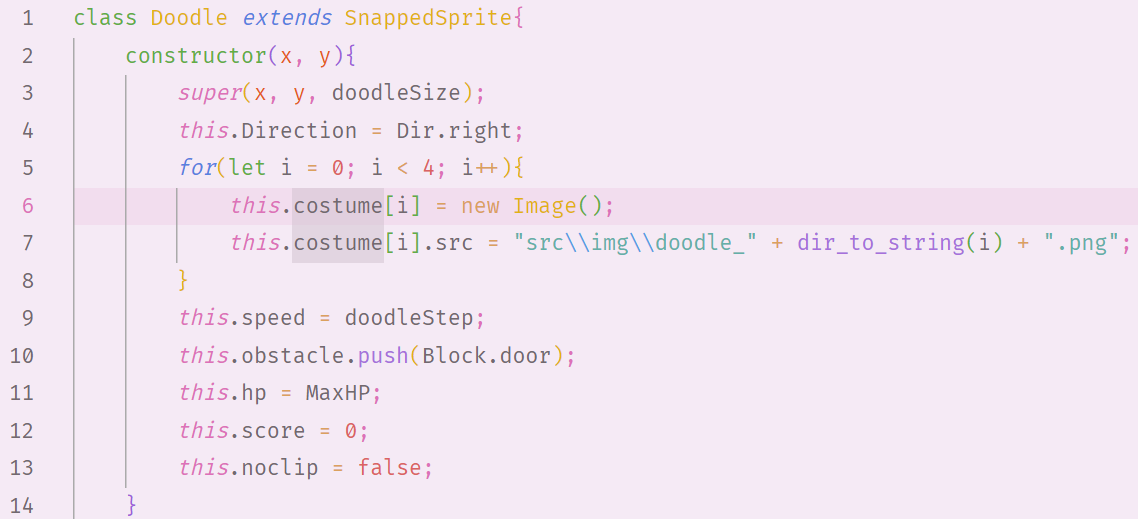 1 class Doodle extends SnappedSprite{
2 constructor(x, y){
3 super(x, y, doodleSize);
4 this.Direction = Dir.right;
5 for(let i = 0; i < 4; i++){
6 this.costume[i] = new Image();
7 this.costume[i].src = "src\\img\\doodle_" + dir_to_string(i) + ".png";
8 }
9 this.speed = doodleStep;
10 this.obstacle.push(Block.door);
11 this.hp = MaxHP;
12 this.score = 0;
13 this.noclip = false;
14 }